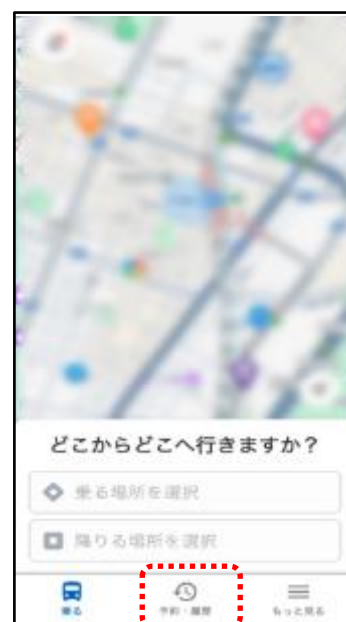 どこからどこへ行きますか？
乗る場所を選択
降りる場所を選択
乗る
予約・履歴
もっと見る